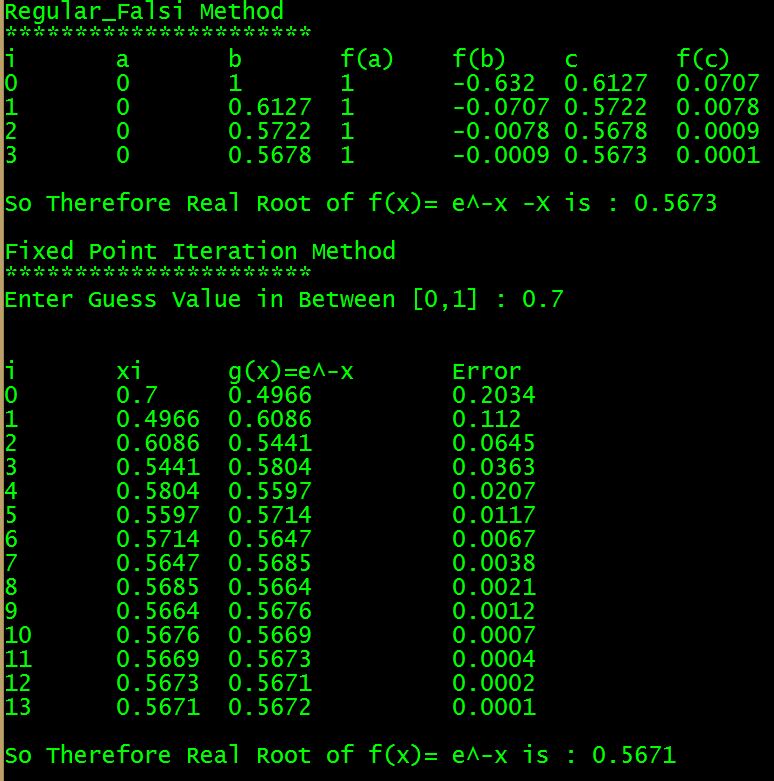 Regular_Falsi Method
**********************
i a b f(a) f(b) c f(c)
0 0 1 1 -0.632 0.6127 0.0707
1 0 0.6127 1 -0.0707 0.5722 0.0078
2 0 0.5722 1 -0.0078 0.5678 0.0009
3 0 0.5678 1 -0.0009 0.5673 0.0001
So Therefore Real Root of f(x)= e^-x -X is : 0.5673
Fixed Point Iteration Method
**********************
Enter Guess Value in Between [0,1] : 0.7
i xi g(x)=e^-x Error
0 0.7 0.4966 0.2034
1 0.4966 0.6086 0.112
2 0.6086 0.5441 0.0645
3 0.5441 0.5804 0.0363
4 0.5804 0.5597 0.0207
5 0.5597 0.5714 0.0117
6 0.5714 0.5647 0.0067
7 0.5647 0.5685 0.0038
8 0.5685 0.5664 0.0021
9 0.5664 0.5676 0.0012
10 0.5676 0.5669 0.0007
11 0.5669 0.5673 0.0004
12 0.5673 0.5671 0.0002
13 0.5671 0.5672 0.0001
So Therefore Real Root of f(x)= e^-x is : 0.5671